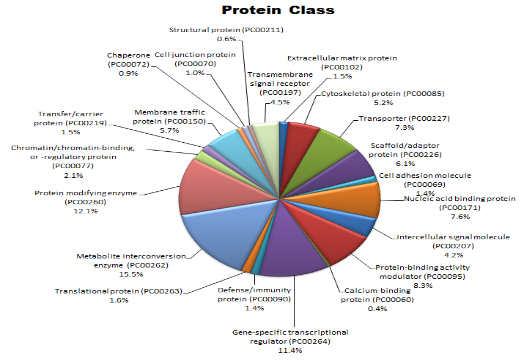 Protein Class
Structural protein (PC00211)
0.6%
Chaperone
(PC00072)
0.9%
Cell junction protein
(PC00070)
1.0%
Transmembrane
signal receptor
(PC00197)
4.5%
Extracellular matrix protein
(PC00102)
1.5%
Cytoskeletal protein (PC00085)
5.2%
Transporter (PC00227)
7.3%
Scaffold/adaptor
protein (PC00226)
6.1%
Cell adhesion molecule
(PC00069)
1.4%
Nucleic acid binding protein
(PC00171)
7.6%
Intercellular signal molecule
(PC00207)
4.2%
Protein-binding activity
modulator (PC00095)
8.3%
Calcium-binding
protein (PC00060)
0.4%
Gene-specific transcriptional
regulator (PC00264)
11.4%
Defense/immunity
protein (PC00090)
1.4%
Translational protein (PC00263)
1.6%
Metabolite interconversion
enzyme (PC00262)
15.5%
Protein modifying enzyme
(PC00260)
12.1%
Chromatin/chromatin-binding,
or -regulatory protein
(PC00077)
2.1%
Transfer/carrier
protein (PC00219)
1.5%
Membrane traffic
protein (PC00150)
5.7%